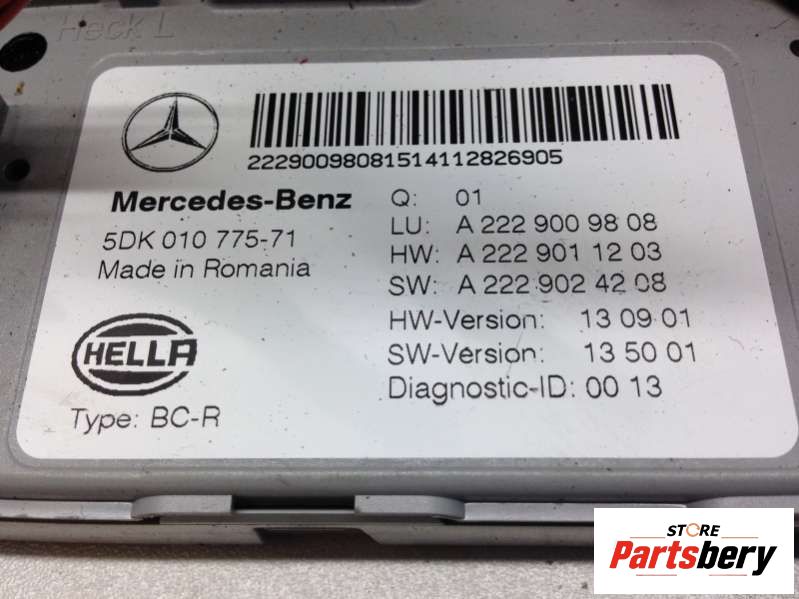 Heck L
22290098081514112826905
Mercedes-Benz
5DK 010 775-71
Made in Romania
HELLA
Type: BC-R
Q: 01
LU: A 222 900 98 08
HW: A 222 901 12 03
SW: A 222 902 42 08
HW-Version: 13 09 01
SW-Version: 13 50 01
Diagnostic-ID: 00 13
STORE
Partsbery